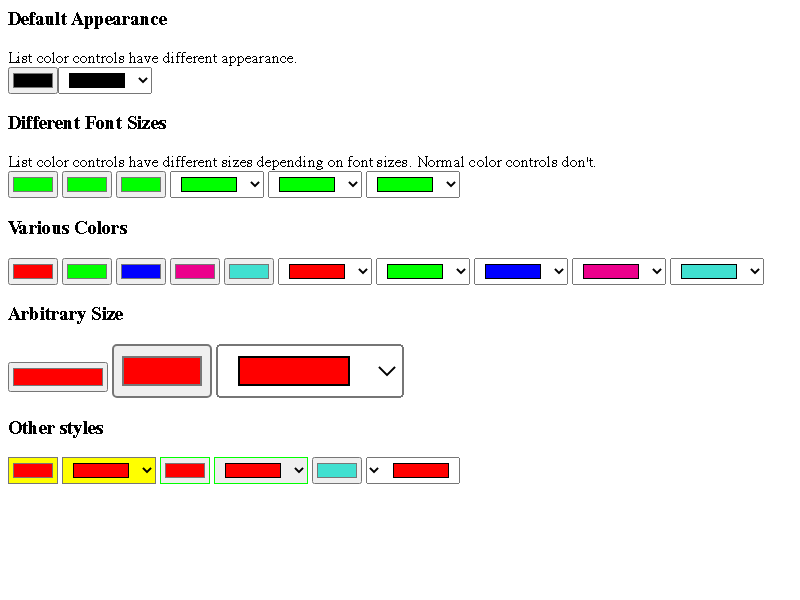 Default Appearance
List color controls have different appearance.
Different Font Sizes
List color controls have different sizes depending on font sizes. Normal color controls don't.
Various Colors
Arbitrary Size
Other styles